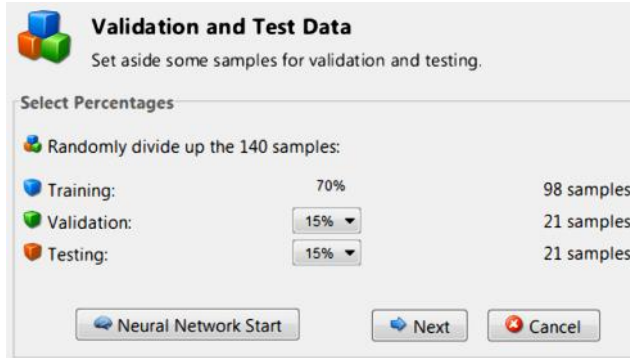 Validation and Test Data
Set aside some samples for validation and testing.
Select Percentages
Randomly divide up the 140 samples:
Training: 70% 98 samples
Validation: 15% 21 samples
Testing: 15% 21 samples
Neural Network Start Next Cancel